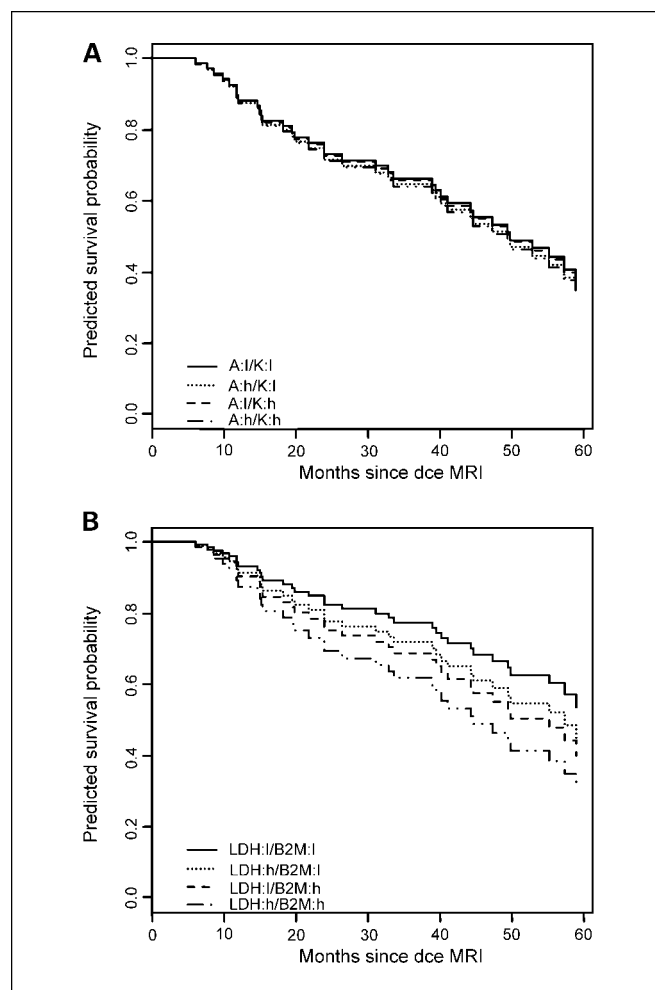 A
Predicted survival probability
1.0
0.8
0.6
0.4
0.2
0.0
A:l/K:l
A:h/K:l
A:l/K:h
A:h/K:h
0 10 20 30 40 50 60
Months since dce MRI
B
Predicted survival probability
1.0
0.8
0.6
0.4
0.2
0.0
LDH:l/B2M:l
LDH:h/B2M:l
LDH:l/B2M:h
LDH:h/B2M:h
0 10 20 30 40 50 60
Months since dce MRI